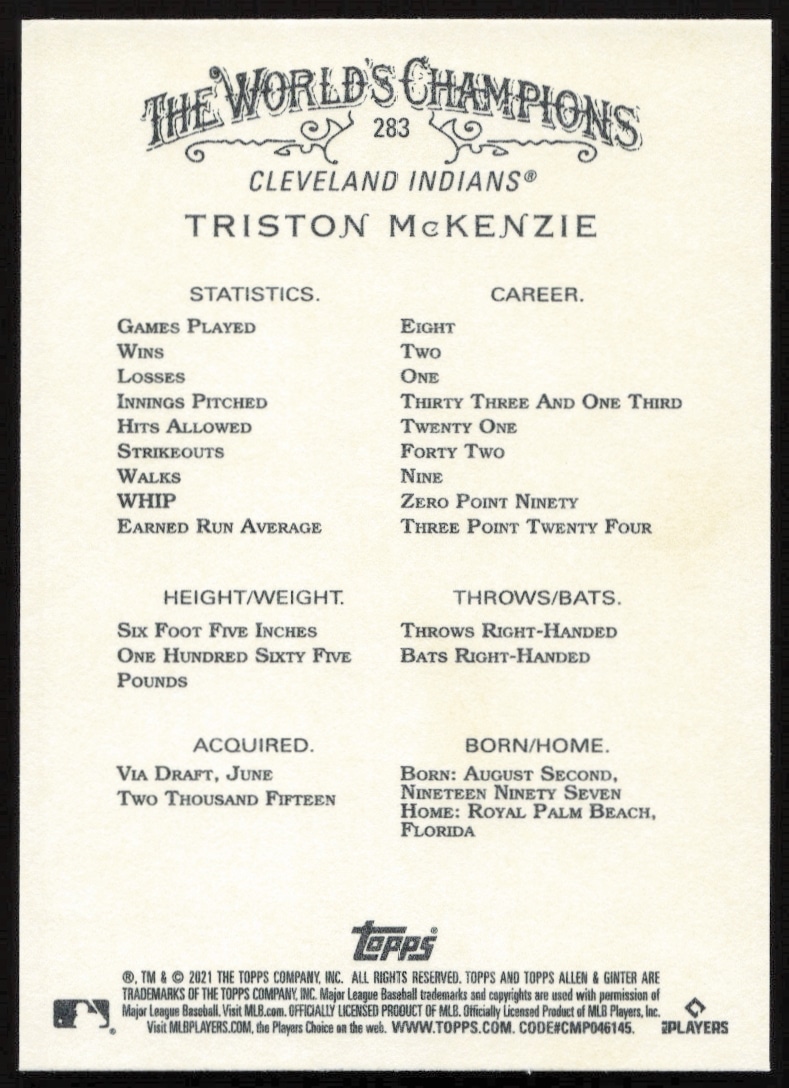 THE WORLD'S CHAMPIONS
283
CLEVELAND INDIANS®
TRISTON McKENZIE
STATISTICS. CAREER.
GAMES PLAYED EIGHT
WINS TWO
LOSSES ONE
INNINGS PITCHED THIRTY THREE AND ONE THIRD
HITS ALLOWED TWENTY ONE
STRIKEOUTS FORTY TWO
WALKS NINE
WHIP ZERO POINT NINETY
EARNED RUN AVERAGE THREE POINT TWENTY FOUR
HEIGHT/WEIGHT.
SIX FOOT FIVE INCHES
ONE HUNDRED SIXTY FIVE
POUNDS
THROWS/BATS.
THROWS RIGHT-HANDED
BATS RIGHT-HANDED
ACQUIRED.
VIA DRAFT, JUNE
TWO THOUSAND FIFTEEN
BORN/HOME.
BORN: AUGUST SECOND,
NINETEEN NINETY SEVEN
HOME: ROYAL PALM BEACH,
FLORIDA
topps®
®, TM & © 2021 THE TOPPS COMPANY, INC. ALL RIGHTS RESERVED. TOPPS AND TOPPS ALLEN & GINTER ARE
TRADEMARKS OF THE TOPPS COMPANY, INC. Major League Baseball trademarks and copyrights are used with permission of
Major League Baseball. Visit MLB.com. OFFICIALLY LICENSED PRODUCT OF MLB. Officially Licensed Product of MLB Players, Inc.
Visit MLBPLAYERS.COM, the Players Choice on the web. WWW.TOPPS.COM. CODE#CMP046145.
PLAYERS